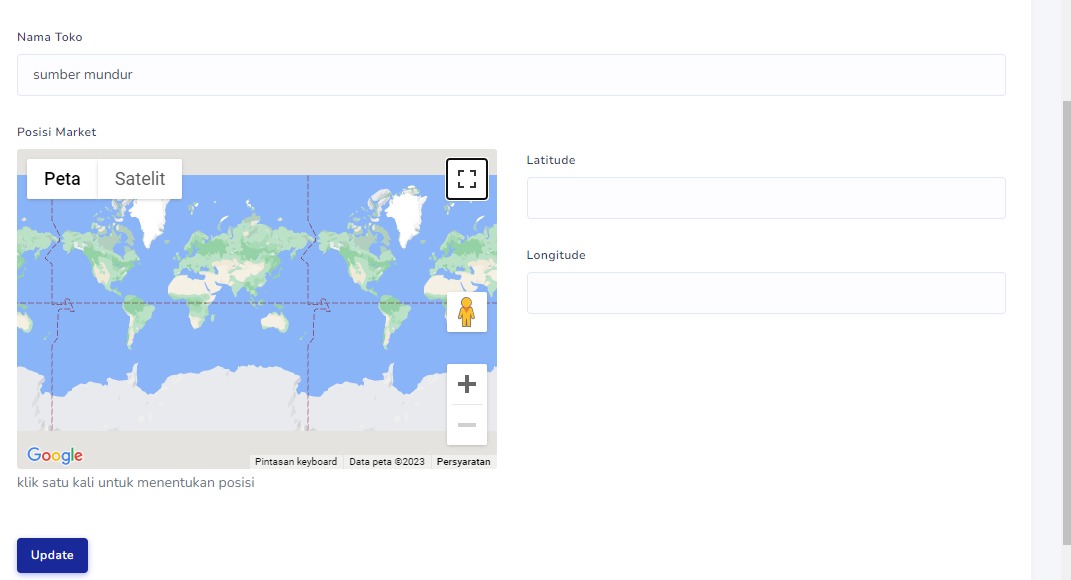 Nama Toko
sumber mundur
Posisi Market
Peta Satelit
Latitude
Longitude
Google
Pintasan keyboard Data peta ©2023 Persyaratan
klik satu kali untuk menentukan posisi
Update